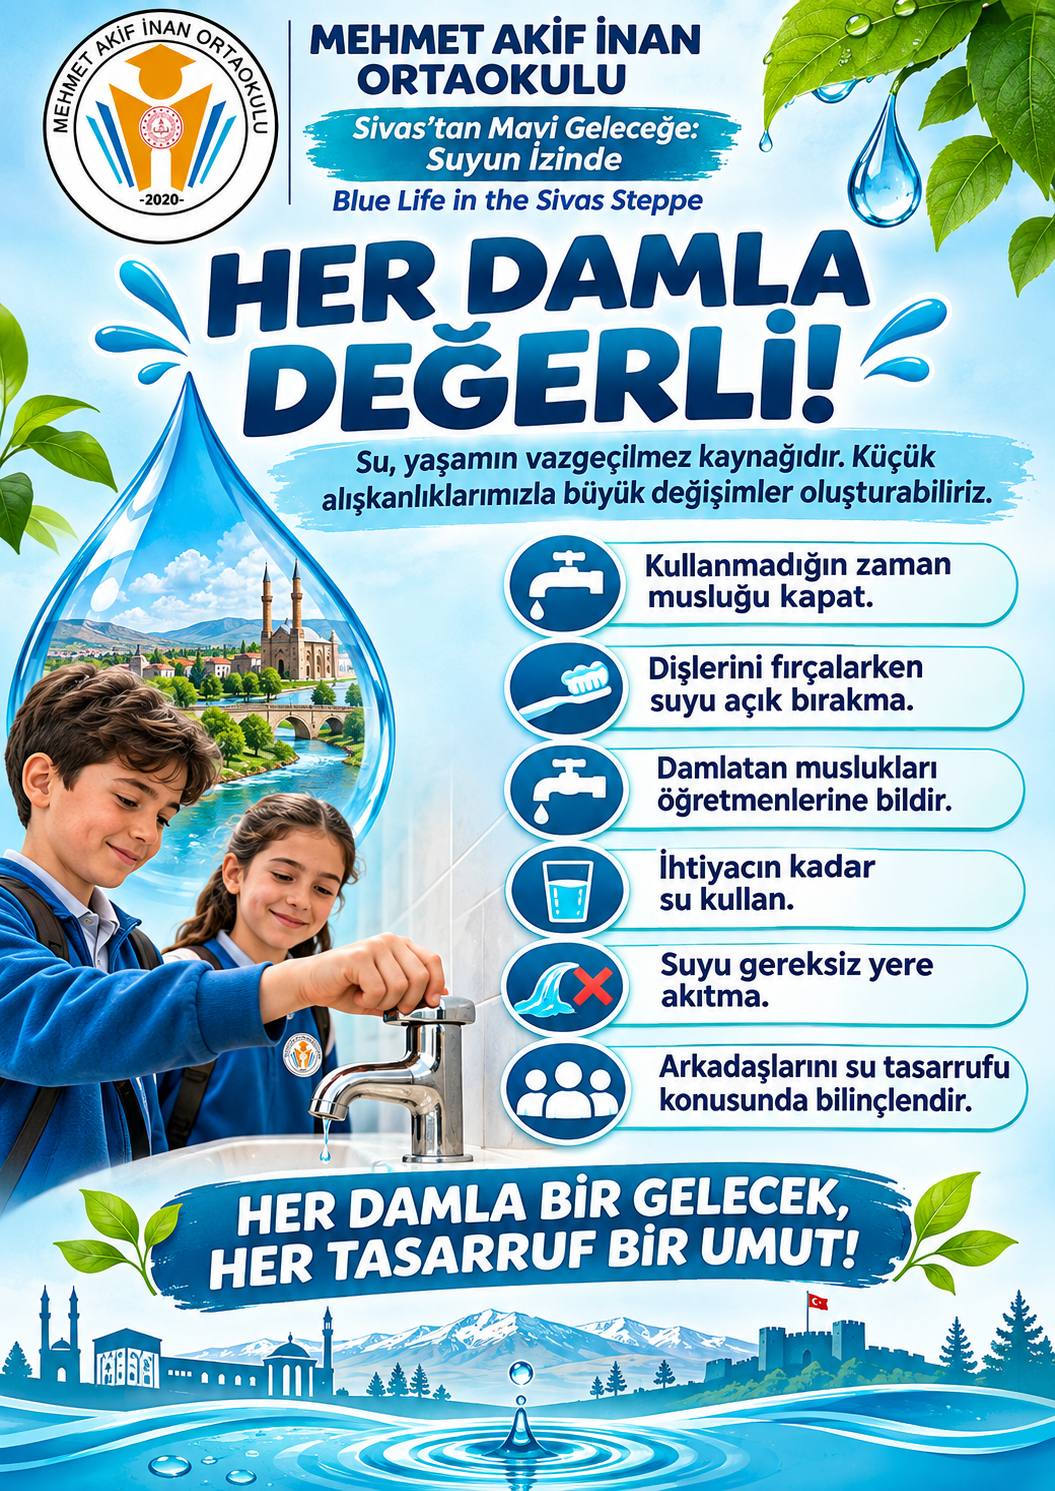 MEHMET AKİF İNAN ORTAOKULU
-2020-
MEHMET AKİF İNAN
ORTAOKULU
Sivas'tan Mavi Geleceğe:
Suyun İzinde
Blue Life in the Sivas Steppe
HER DAMLA
DEĞERLİ!
Su, yaşamın vazgeçilmez kaynağıdır. Küçük
alışkanlıklarımızla büyük değişimler oluşturabiliriz.
Kullanmadığın zaman
musluğu kapat.
Dişlerini fırçalarken
suyu açık bırakma.
Damlatan muslukları
öğretmenlerine bildir.
İhtiyacın kadar
su kullan.
Suyu gereksiz yere
akıtma.
Arkadaşlarını su tasarrufu
konusunda bilinçlendir.
HER DAMLA BİR GELECEK,
HER TASARRUF BİR UMUT!